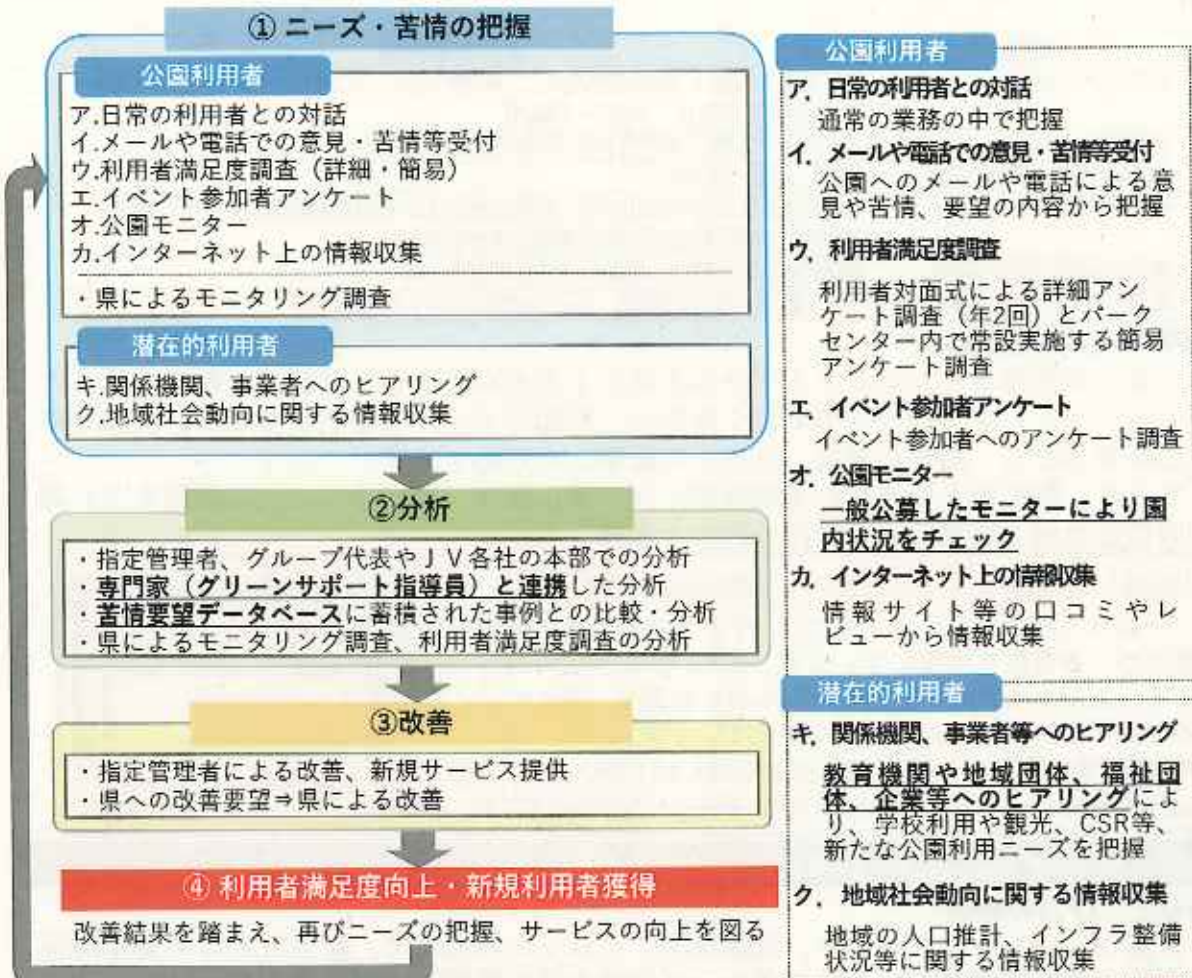 ① ニーズ・苦情の把握
公園利用者
ア.日常の利用者との対話
イ.メールや電話での意見・苦情等受付
ウ.利用者満足度調査（詳細・簡易）
エ.イベント参加者アンケート
オ.公園モニター
カ.インターネット上の情報収集
・県によるモニタリング調査
潜在的利用者
キ.関係機関、事業者へのヒアリング
ク.地域社会動向に関する情報収集
②分析
・指定管理者、グループ代表やＪＶ各社の本部での分析
・専門家（グリーンサポート指導員）と連携した分析
・苦情要望データベースに蓄積された事例との比較・分析
・県によるモニタリング調査、利用者満足度調査の分析
③改善
・指定管理者による改善、新規サービス提供
・県への改善要望⇒県による改善
④ 利用者満足度向上・新規利用者獲得
改善結果を踏まえ、再びニーズの把握、サービスの向上を図る
公園利用者
ア. 日常の利用者との対話
通常の業務の中で把握
イ. メールや電話での意見・苦情等受付
公園へのメールや電話による意
見や苦情、要望の内容から把握
ウ. 利用者満足度調査
利用者対面式による詳細アン
ケート調査（年2回）とパーク
センター内で常設実施する簡易
アンケート調査
エ. イベント参加者アンケート
イベント参加者へのアンケート調査
オ. 公園モニター
一般公募したモニターにより園
内状況をチェック
カ. インターネット上の情報収集
情報サイト等の口コミやレ
ビューから情報収集
潜在的利用者
キ. 関係機関、事業者等へのヒアリング
教育機関や地域団体、福祉団
体、企業等へのヒアリングによ
り、学校利用や観光、CSR等、
新たな公園利用ニーズを把握
ク. 地域社会動向に関する情報収集
地域の人口推計、インフラ整備
状況等に関する情報収集